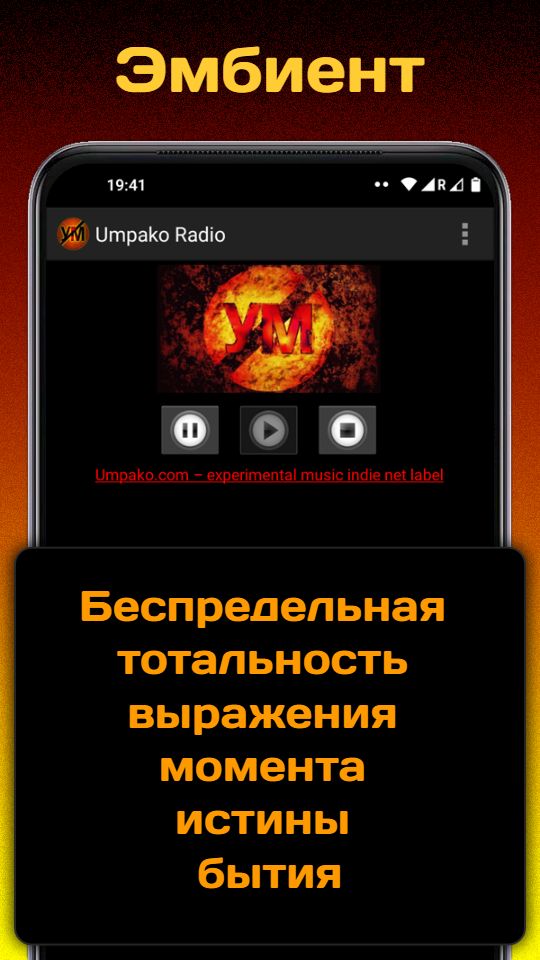 Эмбиент
19:41
R
УМ
Umpako Radio
УМ
Umpako.com – experimental music indie net label
Беспредельная
тотальность
выражения
момента
истины
бытия